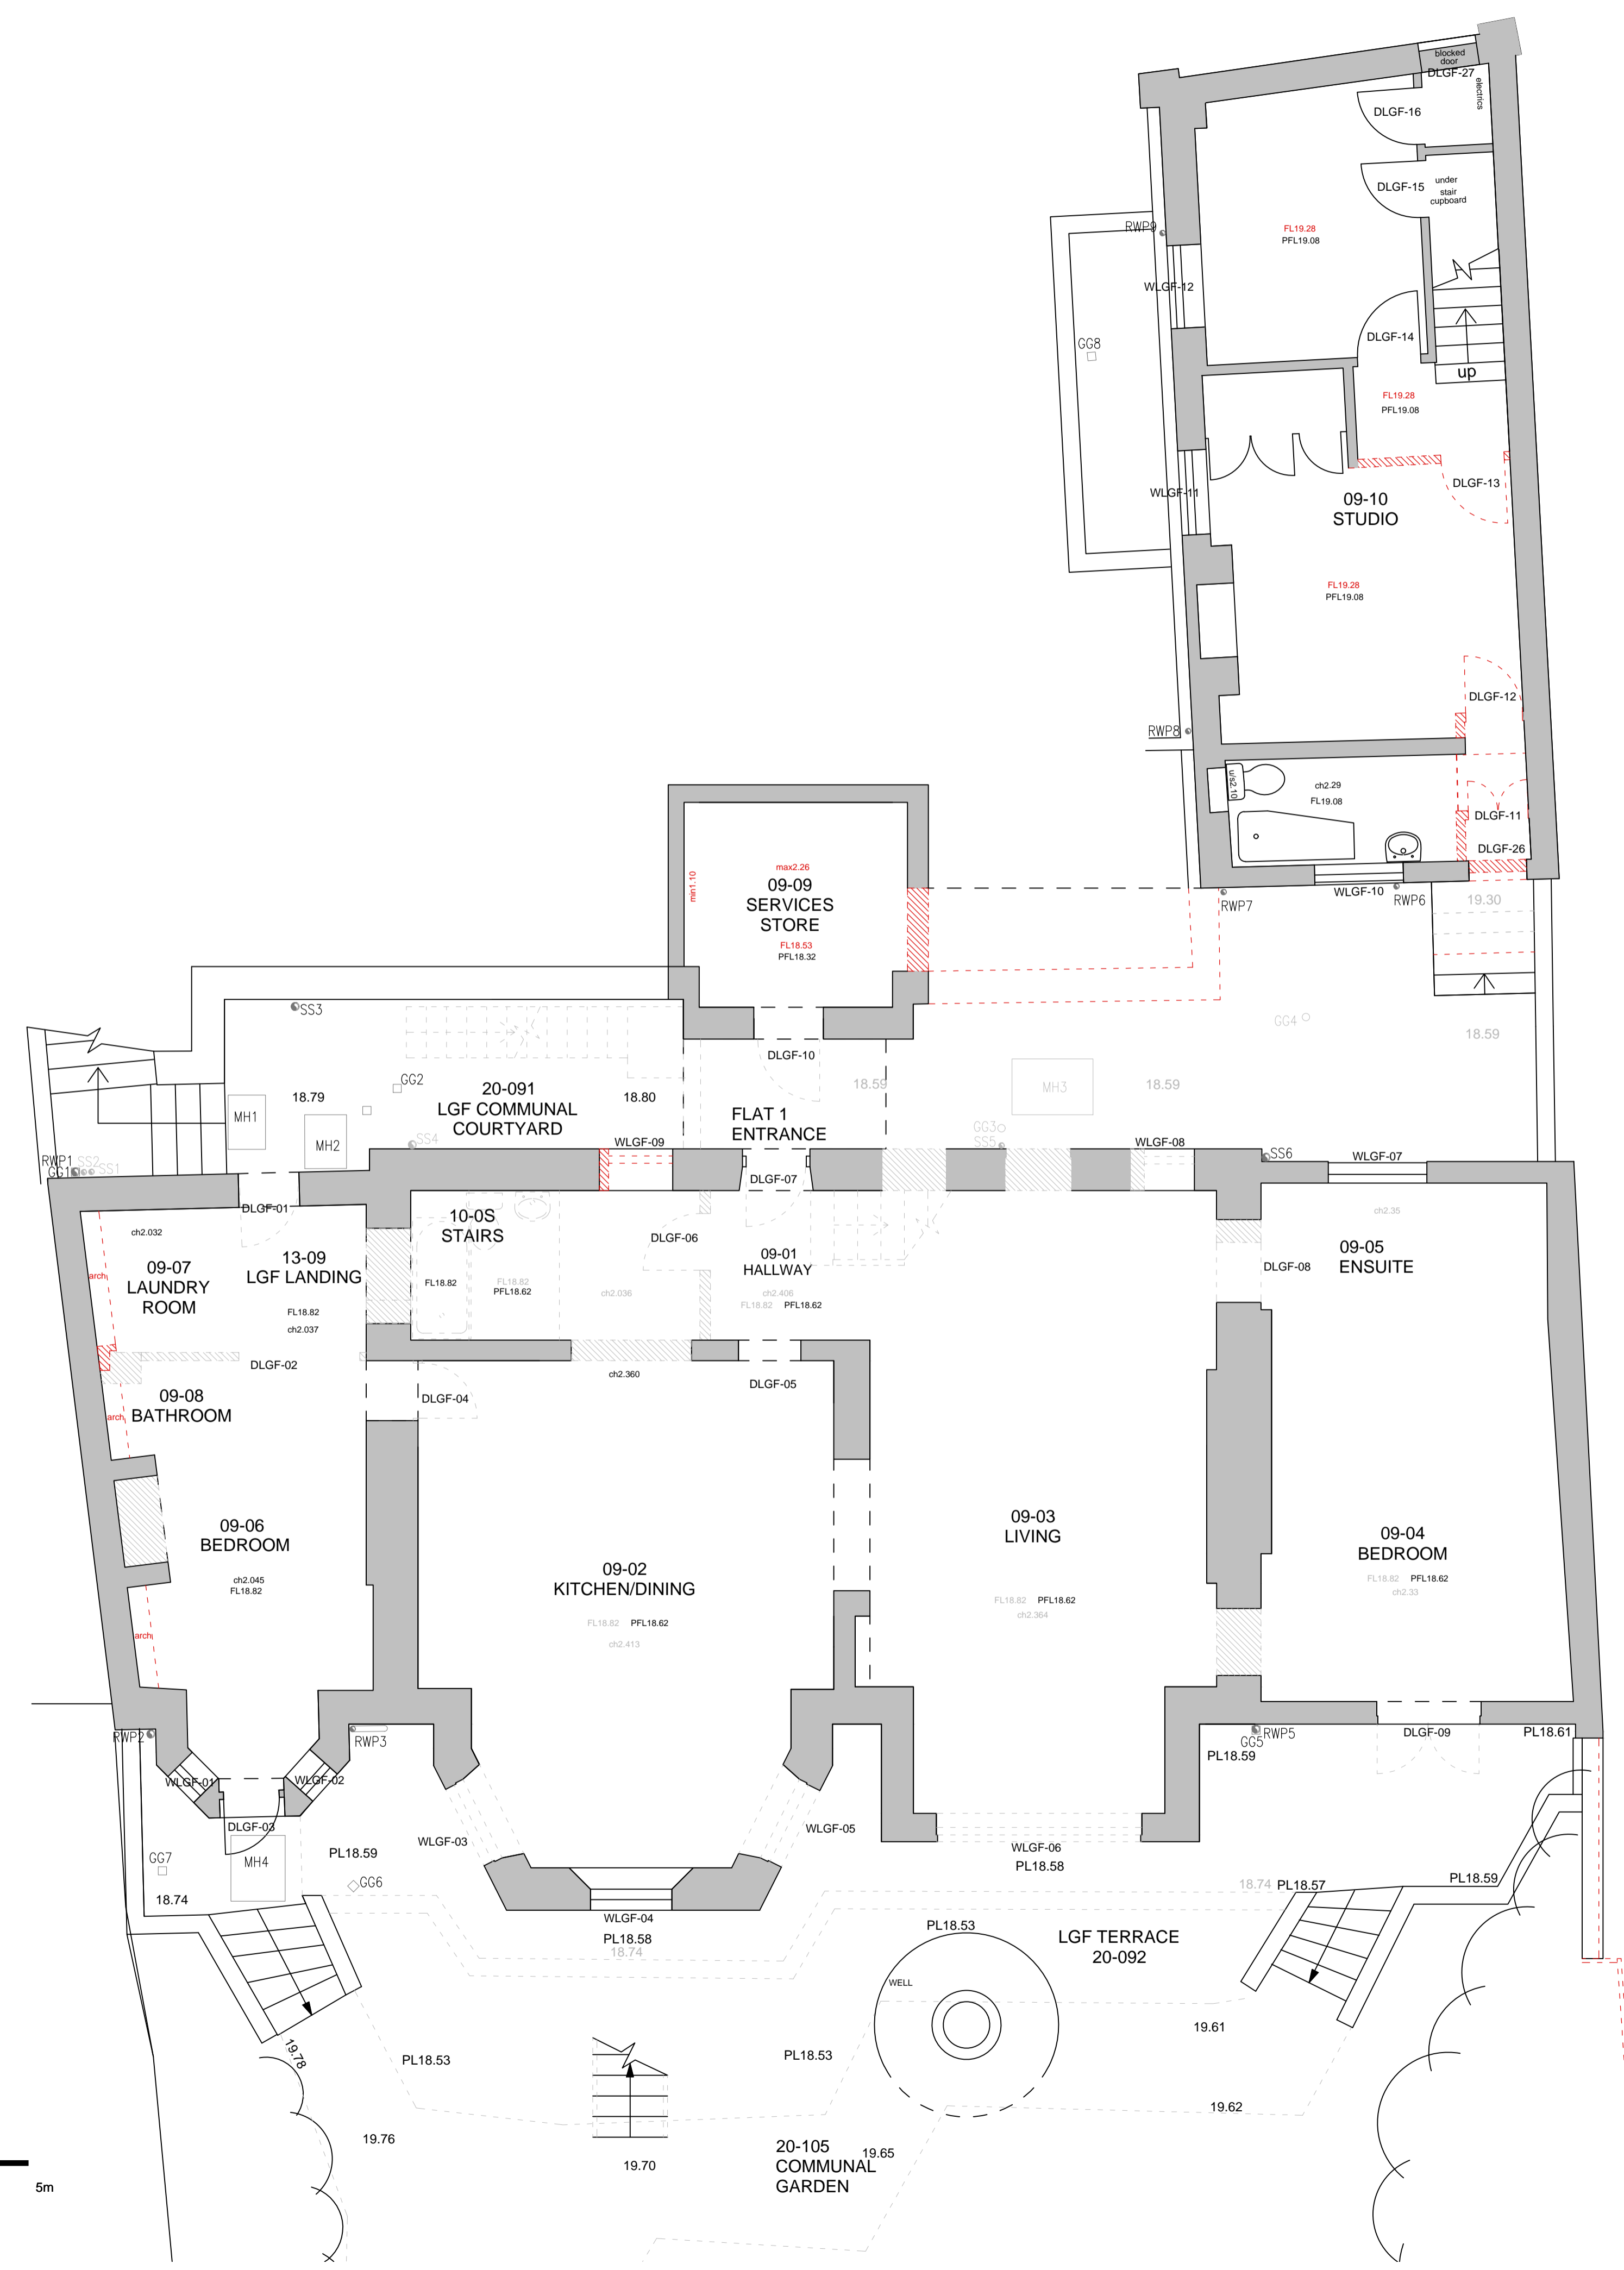 blocked
door
DLGF-27
electrics
DLGF-16
DLGF-15
under
stair
cupboard
RWP9
FL19.28
PFL19.08
WLGF-12
GG8
DLGF-14
up
FL19.28
PFL19.08
WLGF-11
DLGF-13
09-10
STUDIO
FL19.28
PFL19.08
DLGF-12
RWP8
u/s2.10
ch2.29
FL19.08
DLGF-11
DLGF-26
WLGF-10
RWP7
RWP6
19.30
min1.10
max2.26
09-09
SERVICES
STORE
FL18.53
PFL18.32
SS3
GG4
18.59
DLGF-10
GG2
18.79
20-091
LGF COMMUNAL
COURTYARD
18.80
18.59
MH3
18.59
MH1
MH2
FLAT 1
ENTRANCE
GG3
SS4
WLGF-09
SS5
WLGF-08
SS6
WLGF-07
RWP1
GG1
SS2
SS1
DLGF-01
DLGF-07
10-0S
STAIRS
ch2.35
ch2.032
DLGF-06
09-01
HALLWAY
09-05
ENSUITE
13-09
LGF LANDING
09-07
LAUNDRY
ROOM
arch
DLGF-08
FL18.82
FL18.82
PFL18.62
ch2.036
ch2.406
FL18.82
PFL18.62
FL18.82
ch2.037
DLGF-02
ch2.360
DLGF-05
09-08
BATHROOM
arch
DLGF-04
09-06
BEDROOM
ch2.045
FL18.82
09-03
LIVING
09-04
BEDROOM
09-02
KITCHEN/DINING
FL18.82
PFL18.62
ch2.413
FL18.82
PFL18.62
ch2.364
FL18.82
PFL18.62
ch2.33
arch
RWP2
RWP3
GG5
RWP5
PL18.59
DLGF-09
PL18.61
WLGF-01
WLGF-02
DLGF-03
WLGF-03
WLGF-05
WLGF-06
PL18.58
GG7
MH4
PL18.59
GG6
18.74
18.74
PL18.57
PL18.59
WLGF-04
PL18.58
18.74
PL18.53
LGF TERRACE
20-092
WELL
19.61
19.78
PL18.53
PL18.53
19.62
19.76
19.70
20-105
COMMUNAL
GARDEN
19.65
5m